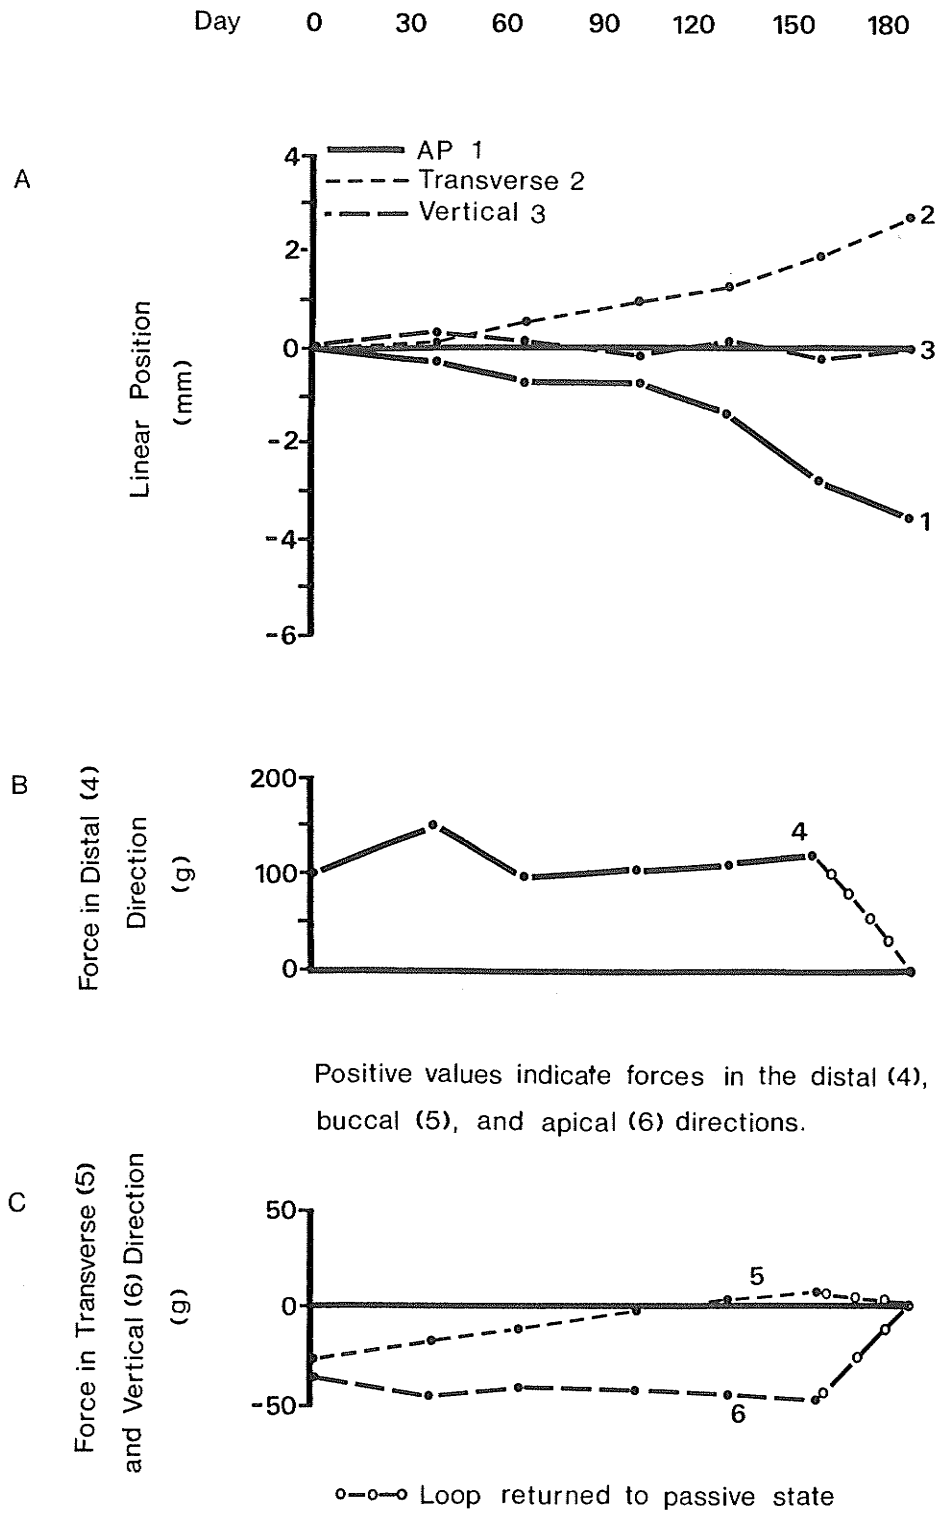 Day 0 30 60 90 120 150 180
A
4
2
0
-2
-4
-6
Linear Position
(mm)
AP 1
Transverse 2
Vertical 3
2
3
1
B
200
100
0
Force in Distal (4)
Direction
(g)
4
Positive values indicate forces in the distal (4),
buccal (5), and apical (6) directions.
C
50
0
-50
Force in Transverse (5)
and Vertical (6) Direction
(g)
5
6
Loop returned to passive state